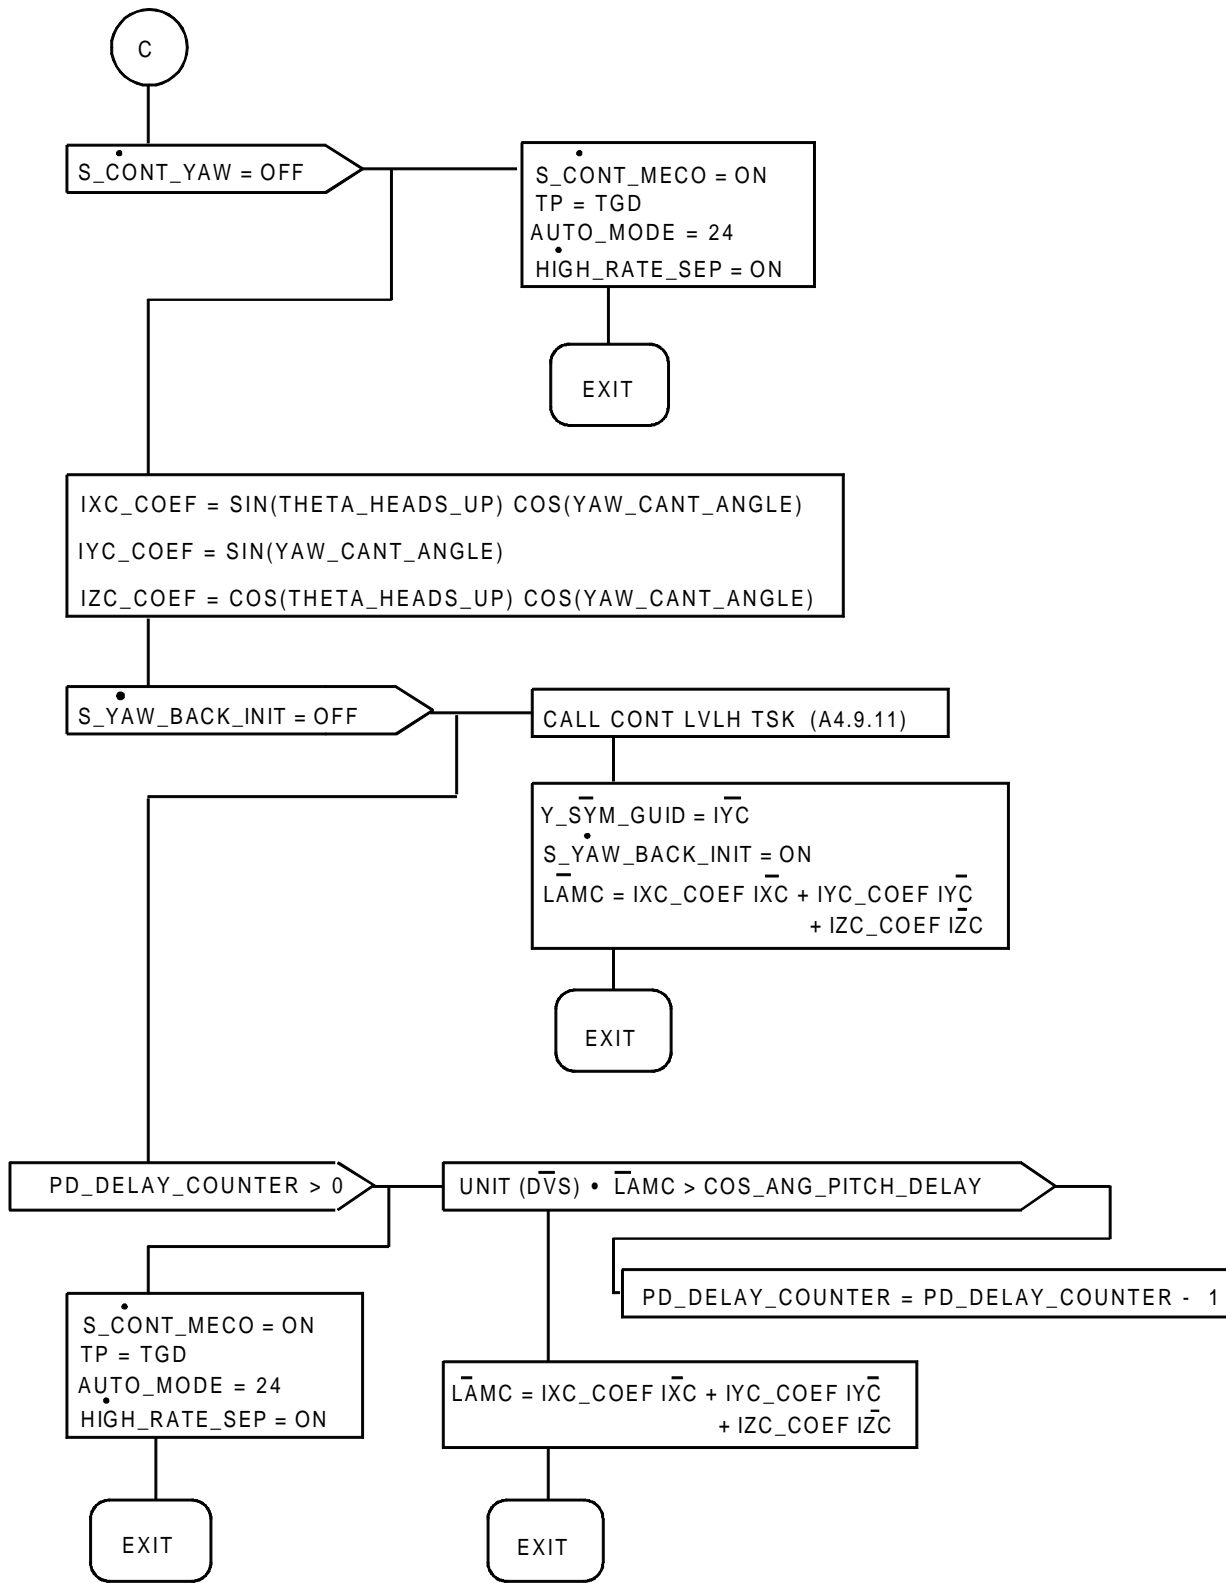 C
S_CONT_YAW = OFF
S_CONT_MECO = ON
TP = TGD
AUTO_MODE = 24
HIGH_RATE_SEP = ON
EXIT
IXC_COEF = SIN(THETA_HEADS_UP) COS(YAW_CANT_ANGLE)
IYC_COEF = SIN(YAW_CANT_ANGLE)
IZC_COEF = COS(THETA_HEADS_UP) COS(YAW_CANT_ANGLE)
S_YAW_BACK_INIT = OFF
CALL CONT LVLH TSK (A4.9.11)
Y_SYM_GUID = IYC
S_YAW_BACK_INIT = ON
LAMC = IXC_COEF IXC + IYC_COEF IYC
+ IZC_COEF IZC
EXIT
PD_DELAY_COUNTER > 0
UNIT (DVS) • LAMC > COS_ANG_PITCH_DELAY
PD_DELAY_COUNTER = PD_DELAY_COUNTER - 1
S_CONT_MECO = ON
TP = TGD
AUTO_MODE = 24
HIGH_RATE_SEP = ON
LAMC = IXC_COEF IXC + IYC_COEF IYC
+ IZC_COEF IZC
EXIT
EXIT